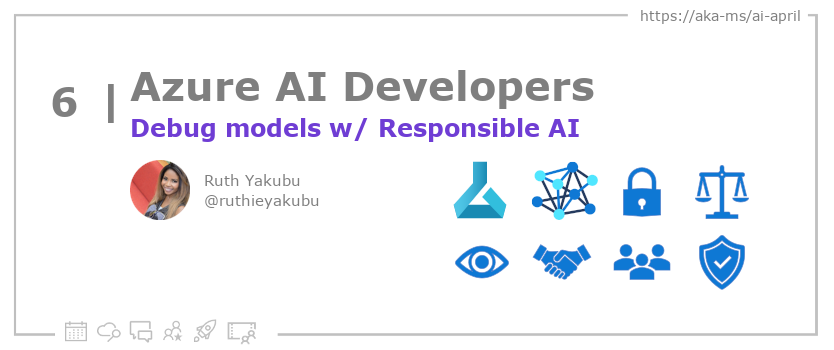 https://aka-ms/ai-april
6 | Azure AI Developers
Debug models w/ Responsible AI
Ruth Yakubu
@ruthieyakubu